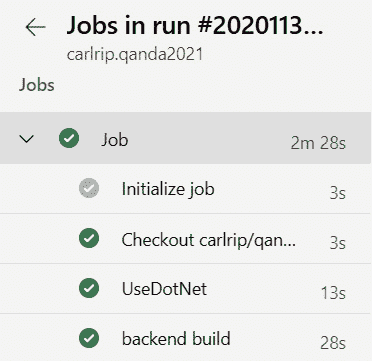 Jobs in run #2020113...
carlrip.qanda2021
Jobs
Job 2m 28s
Initialize job 3s
Checkout carlrip/qan... 3s
UseDotNet 13s
backend build 28s